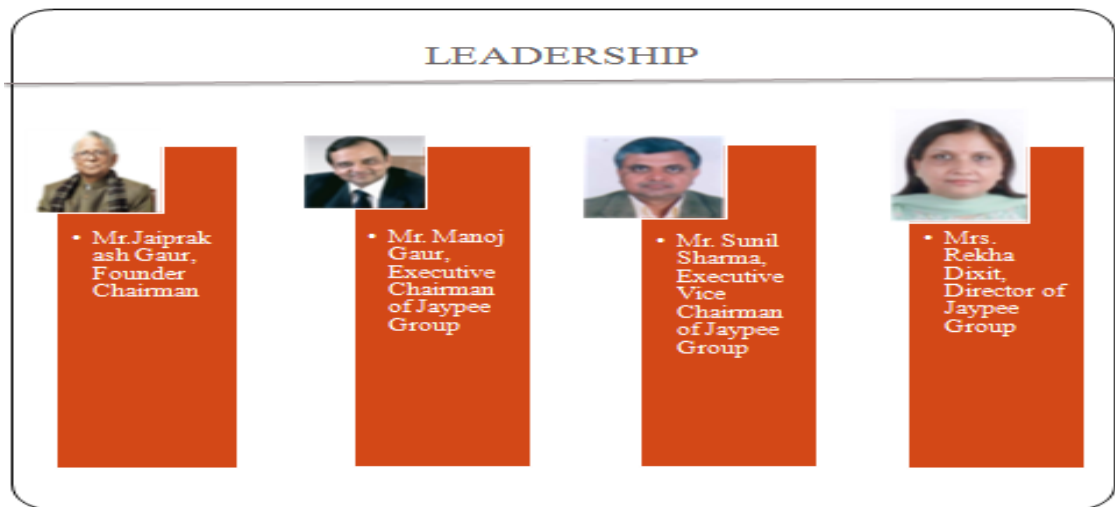 LEADERSHIP
• Mr.Jaiprak
ash Gaur,
Founder
Chairman
• Mr. Manoj
Gaur,
Executive
Chairman
of Jaypee
Group
• Mr. Sunil
Sharma,
Executive
Vice
Chairman
of Jaypee
Group
• Mrs.
Rekha
Dixit,
Director of
Jaypee
Group